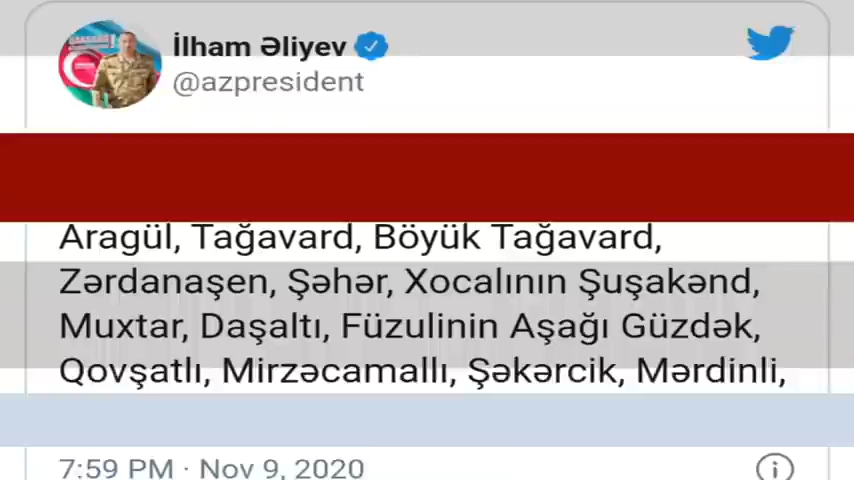 İlham Əliyev
@azpresident
Aragül, Tağavard, Böyük Tağavard,
Zərdanaşen, Şəhər, Xocalının Şuşakənd,
Muxtar, Daşaltı, Füzulinin Aşağı Güzdək,
Qovşatlı, Mirzəcamallı, Şəkərcik, Mərdinli,
7:59 PM · Nov 9, 2020